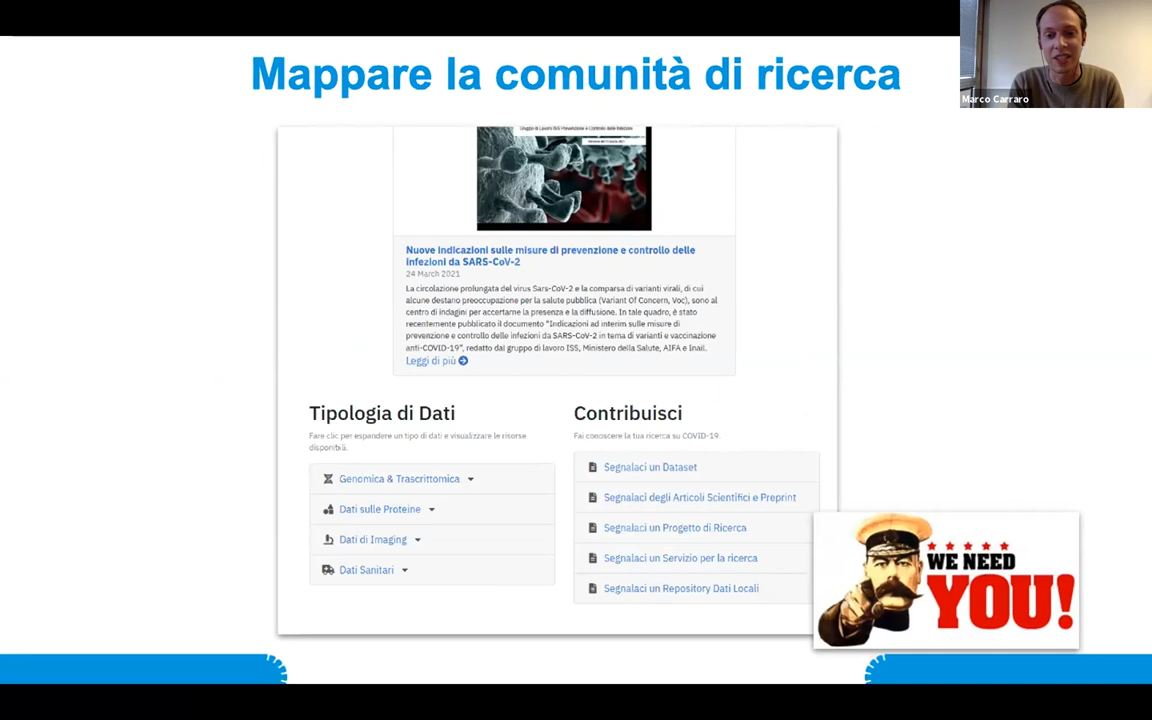 Mappare la comunità di ricerca
Marco Carraro
Gruppo di Lavoro ISS Prevenzione e Controllo delle Infezioni
Nuove indicazioni sulle misure di prevenzione e controllo delle
infezioni da SARS-CoV-2
24 March 2021
La circolazione prolungata del virus Sars-CoV-2 e la comparsa di varianti virali, di cui
alcune destano preoccupazione per la salute pubblica (Variant Of Concern, Voc), sono al
centro di indagini per accertarne la presenza e la diffusione. In tale quadro, è stato
recentemente pubblicato il documento "Indicazioni ad interim sulle misure di
prevenzione e controllo delle infezioni da SARS-CoV-2 in tema di varianti e vaccinazione
anti-COVID-19", redatto dal gruppo di lavoro ISS, Ministero della Salute, AIFA e Inail.
Leggi di più
Tipologia di Dati
Fare clic per espandere un tipo di dati e visualizzare le risorse
disponibili.
Genomica & Trascrittomica
Dati sulle Proteine
Dati di Imaging
Dati Sanitari
Contribuisci
Fai conoscere la tua ricerca su COVID-19.
Segnalaci un Dataset
Segnalaci degli Articoli Scientifici e Preprint
Segnalaci un Progetto di Ricerca
Segnalaci un Servizio per la ricerca
Segnalaci un Repository Dati Locali
WE NEED
YOU!